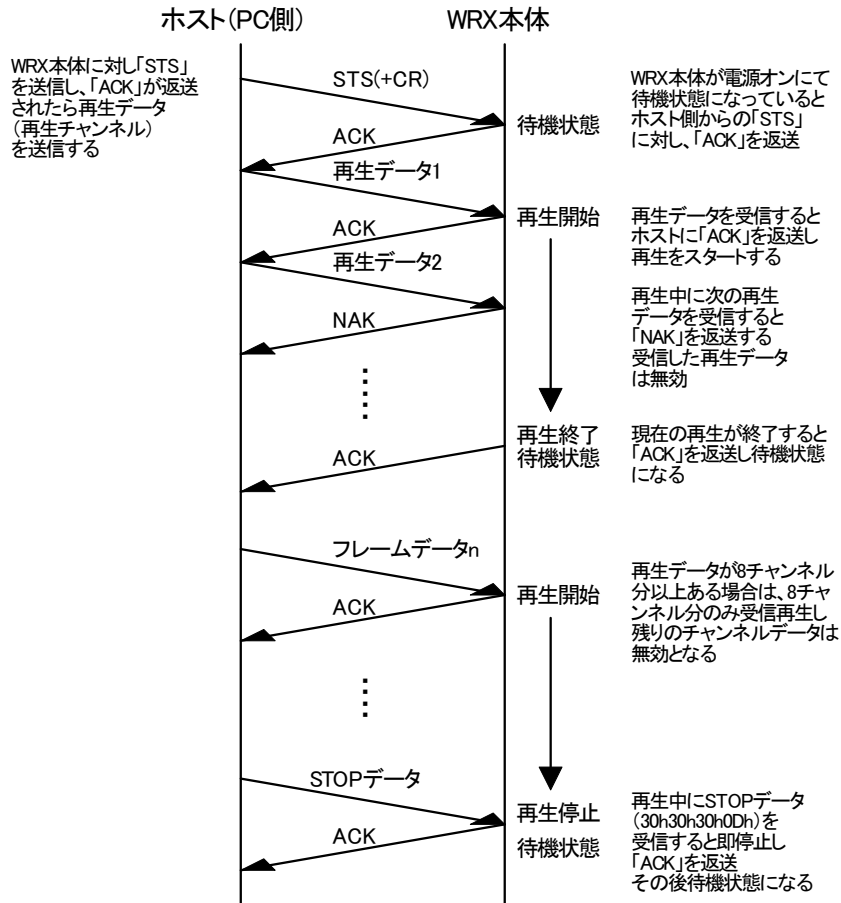 ホスト（PC側）
WRX本体
WRX本体に対し「STS」
を送信し、「ACK」が返送
されたら再生データ
（再生チャンネル）
を送信する
STS(+CR)
待機状態
WRX本体が電源オンにて
待機状態になっていると
ホスト側からの「STS」
に対し、「ACK」を返送
ACK
再生データ1
再生開始
再生データを受信すると
ホストに「ACK」を返送し
再生をスタートする
ACK
再生データ2
再生中に次の再生
データを受信すると
「NAK」を返送する
受信した再生データ
は無効
NAK
再生終了
待機状態
現在の再生が終了すると
「ACK」を返送し待機状態
になる
ACK
フレームデータn
再生開始
再生データが8チャンネル
分以上ある場合は、8チャ
ンネル分のみ受信再生し
残りのチャンネルデータは
無効となる
ACK
STOPデータ
再生停止
待機状態
再生中にSTOPデータ
（30h30h30h0Dh）を
受信すると即停止し
「ACK」を返送
その後待機状態になる
ACK